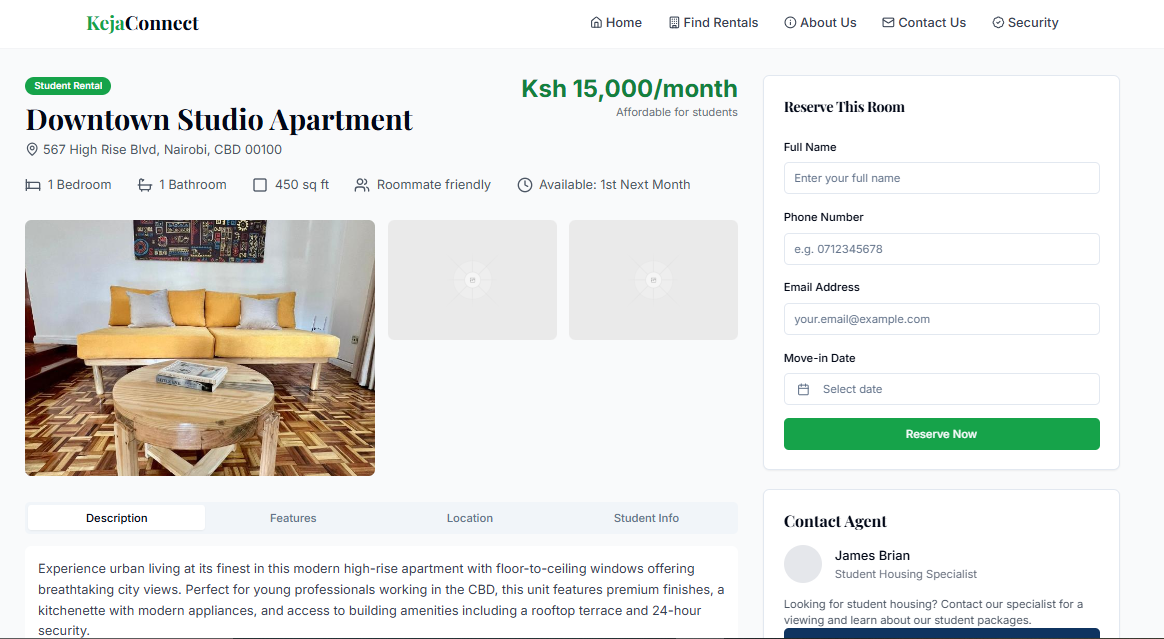 KejaConnect
Home
Find Rentals
About Us
Contact Us
Security
Student Rental
Downtown Studio Apartment
567 High Rise Blvd, Nairobi, CBD 00100
Ksh 15,000/month
Affordable for students
1 Bedroom
1 Bathroom
450 sq ft
Roommate friendly
Available: 1st Next Month
Description
Features
Location
Student Info
Experience urban living at its finest in this modern high-rise apartment with floor-to-ceiling windows offering
breathtaking city views. Perfect for young professionals working in the CBD, this unit features premium finishes, a
kitchenette with modern appliances, and access to building amenities including a rooftop terrace and 24-hour
security.
Reserve This Room
Full Name
Enter your full name
Phone Number
e.g. 0712345678
Email Address
your.email@example.com
Move-in Date
Select date
Reserve Now
Contact Agent
James Brian
Student Housing Specialist
Looking for student housing? Contact our specialist for a
viewing and learn about our student packages.